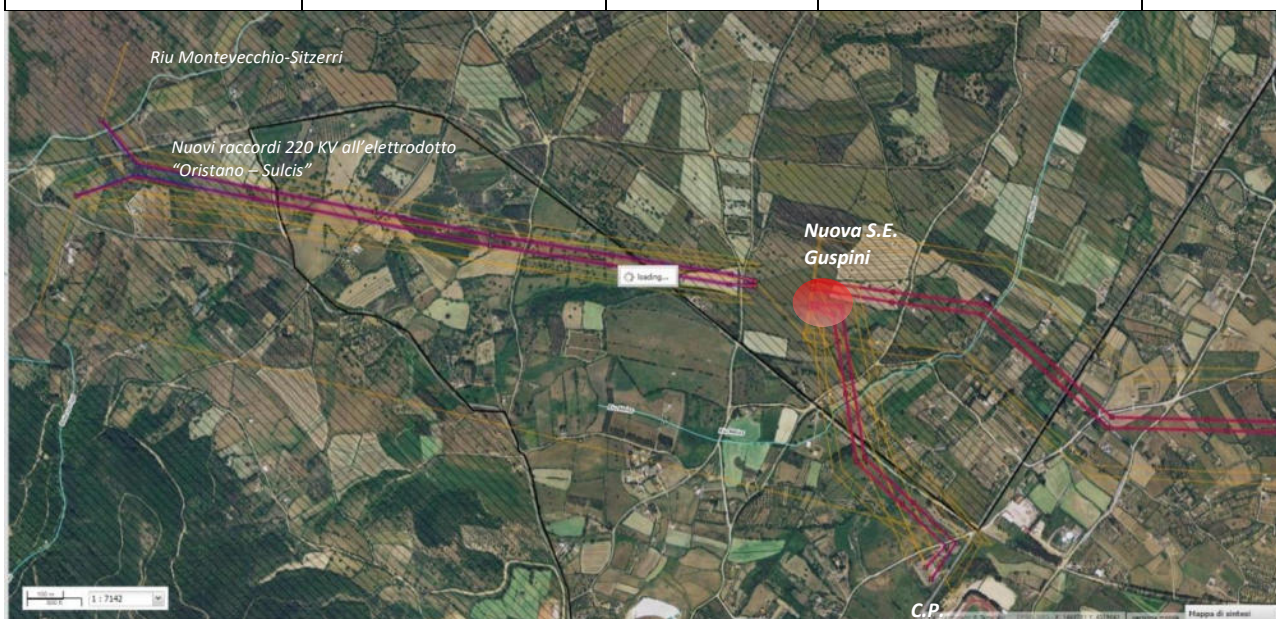 Riu Montevecchio-Sitzerri
Nuovi raccordi 220 KV all'elettrodotto
"Oristano – Sulcis"
Nuova S.E.
Guspini
loading...
1 : 7142
C.P.
Mappa di sintesi